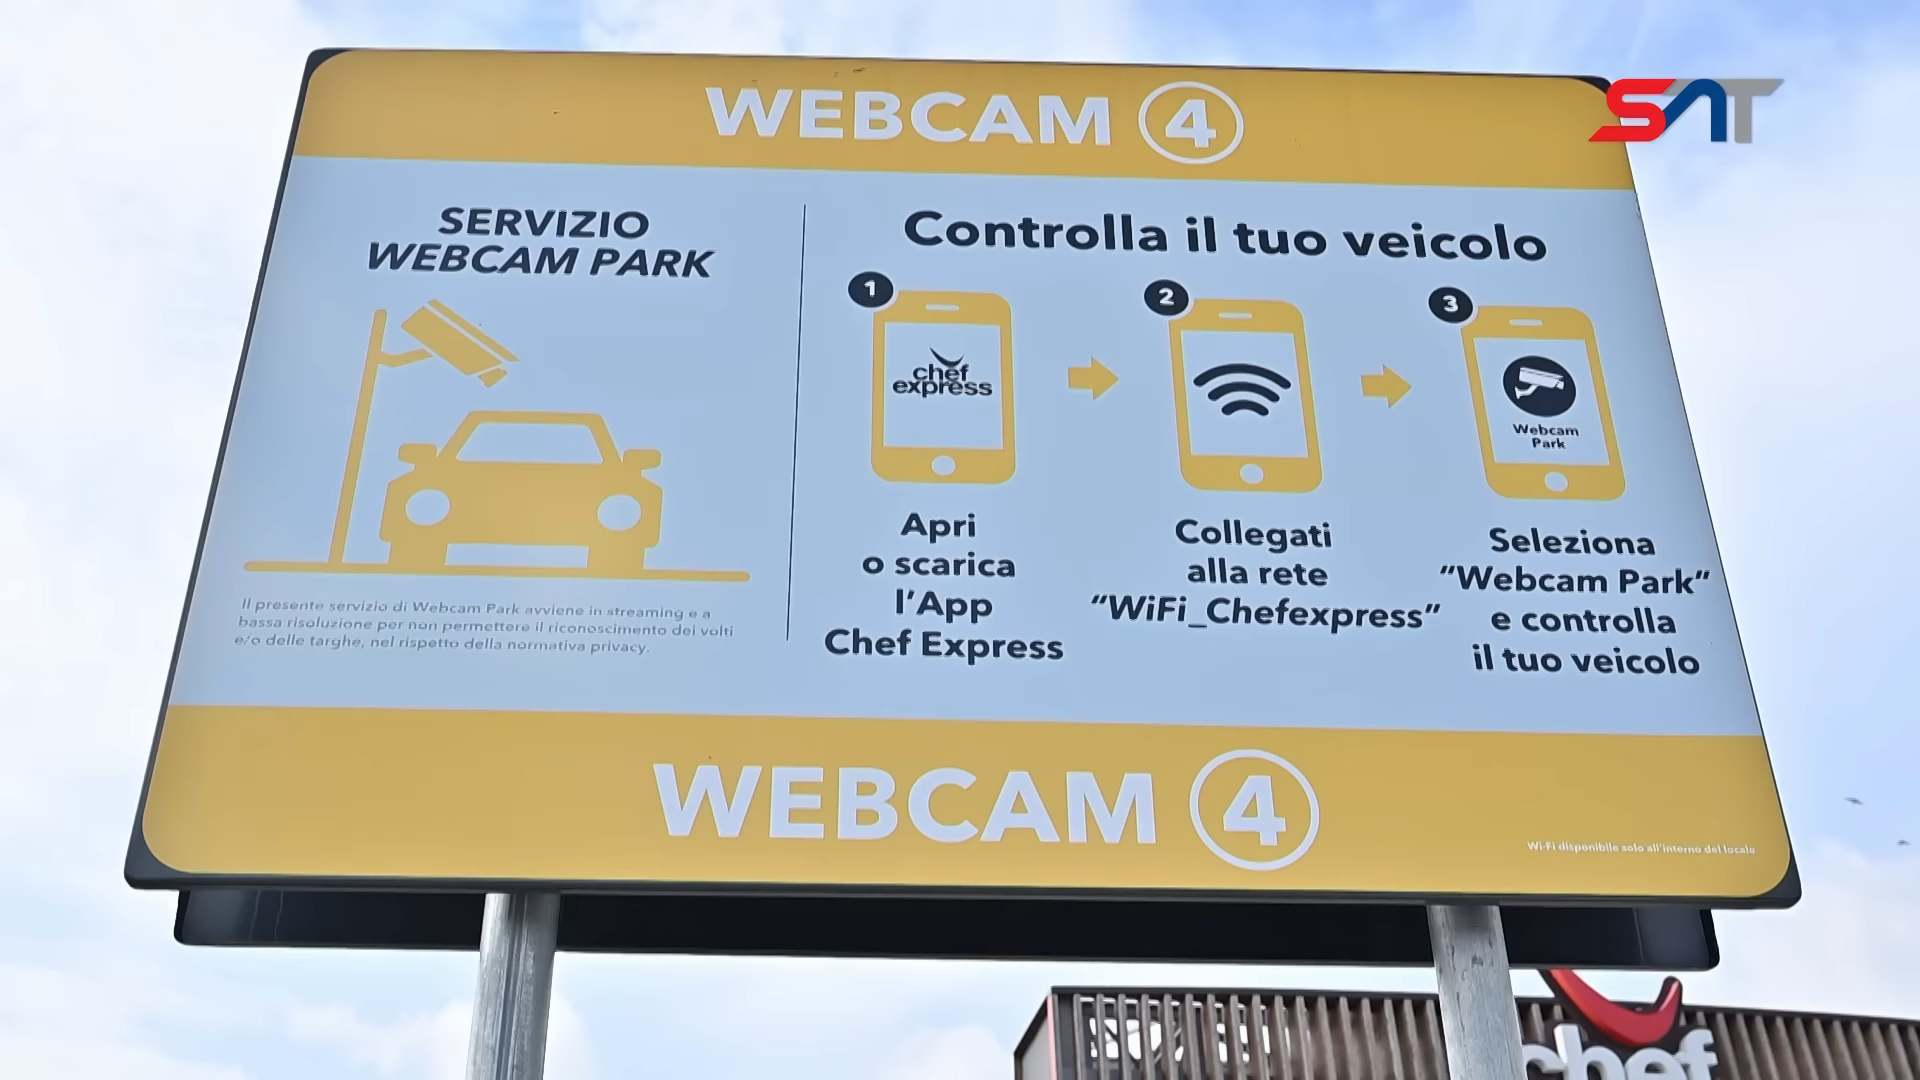 SAT
WEBCAM 4
SERVIZIO
WEBCAM PARK
Il presente servizio di Webcam Park avviene in streaming e a
bassa risoluzione per non permettere il riconoscimento dei volti
e/o delle targhe, nel rispetto della normativa privacy.
Controlla il tuo veicolo
1
chef
express
Apri
o scarica
l'App
Chef Express
2
Collegati
alla rete
"WiFi_Chefexpress"
3
Webcam
Park
Seleziona
"Webcam Park"
e controlla
il tuo veicolo
WEBCAM 4
Wi-Fi disponibile solo all'interno del locale
chef